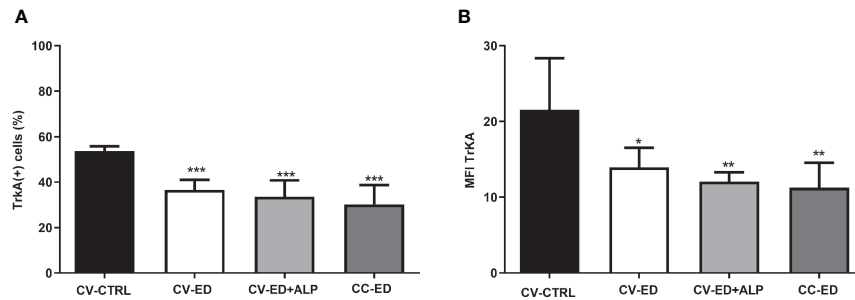 A
TrkA(+) cells (%)
100
80
60
40
20
0
***
***
***
CV-CTRL CV-ED CV-ED+ALP CC-ED
B
MFI TrKA
30
20
10
0
*
**
**
CV-CTRL CV-ED CV-ED+ALP CC-ED